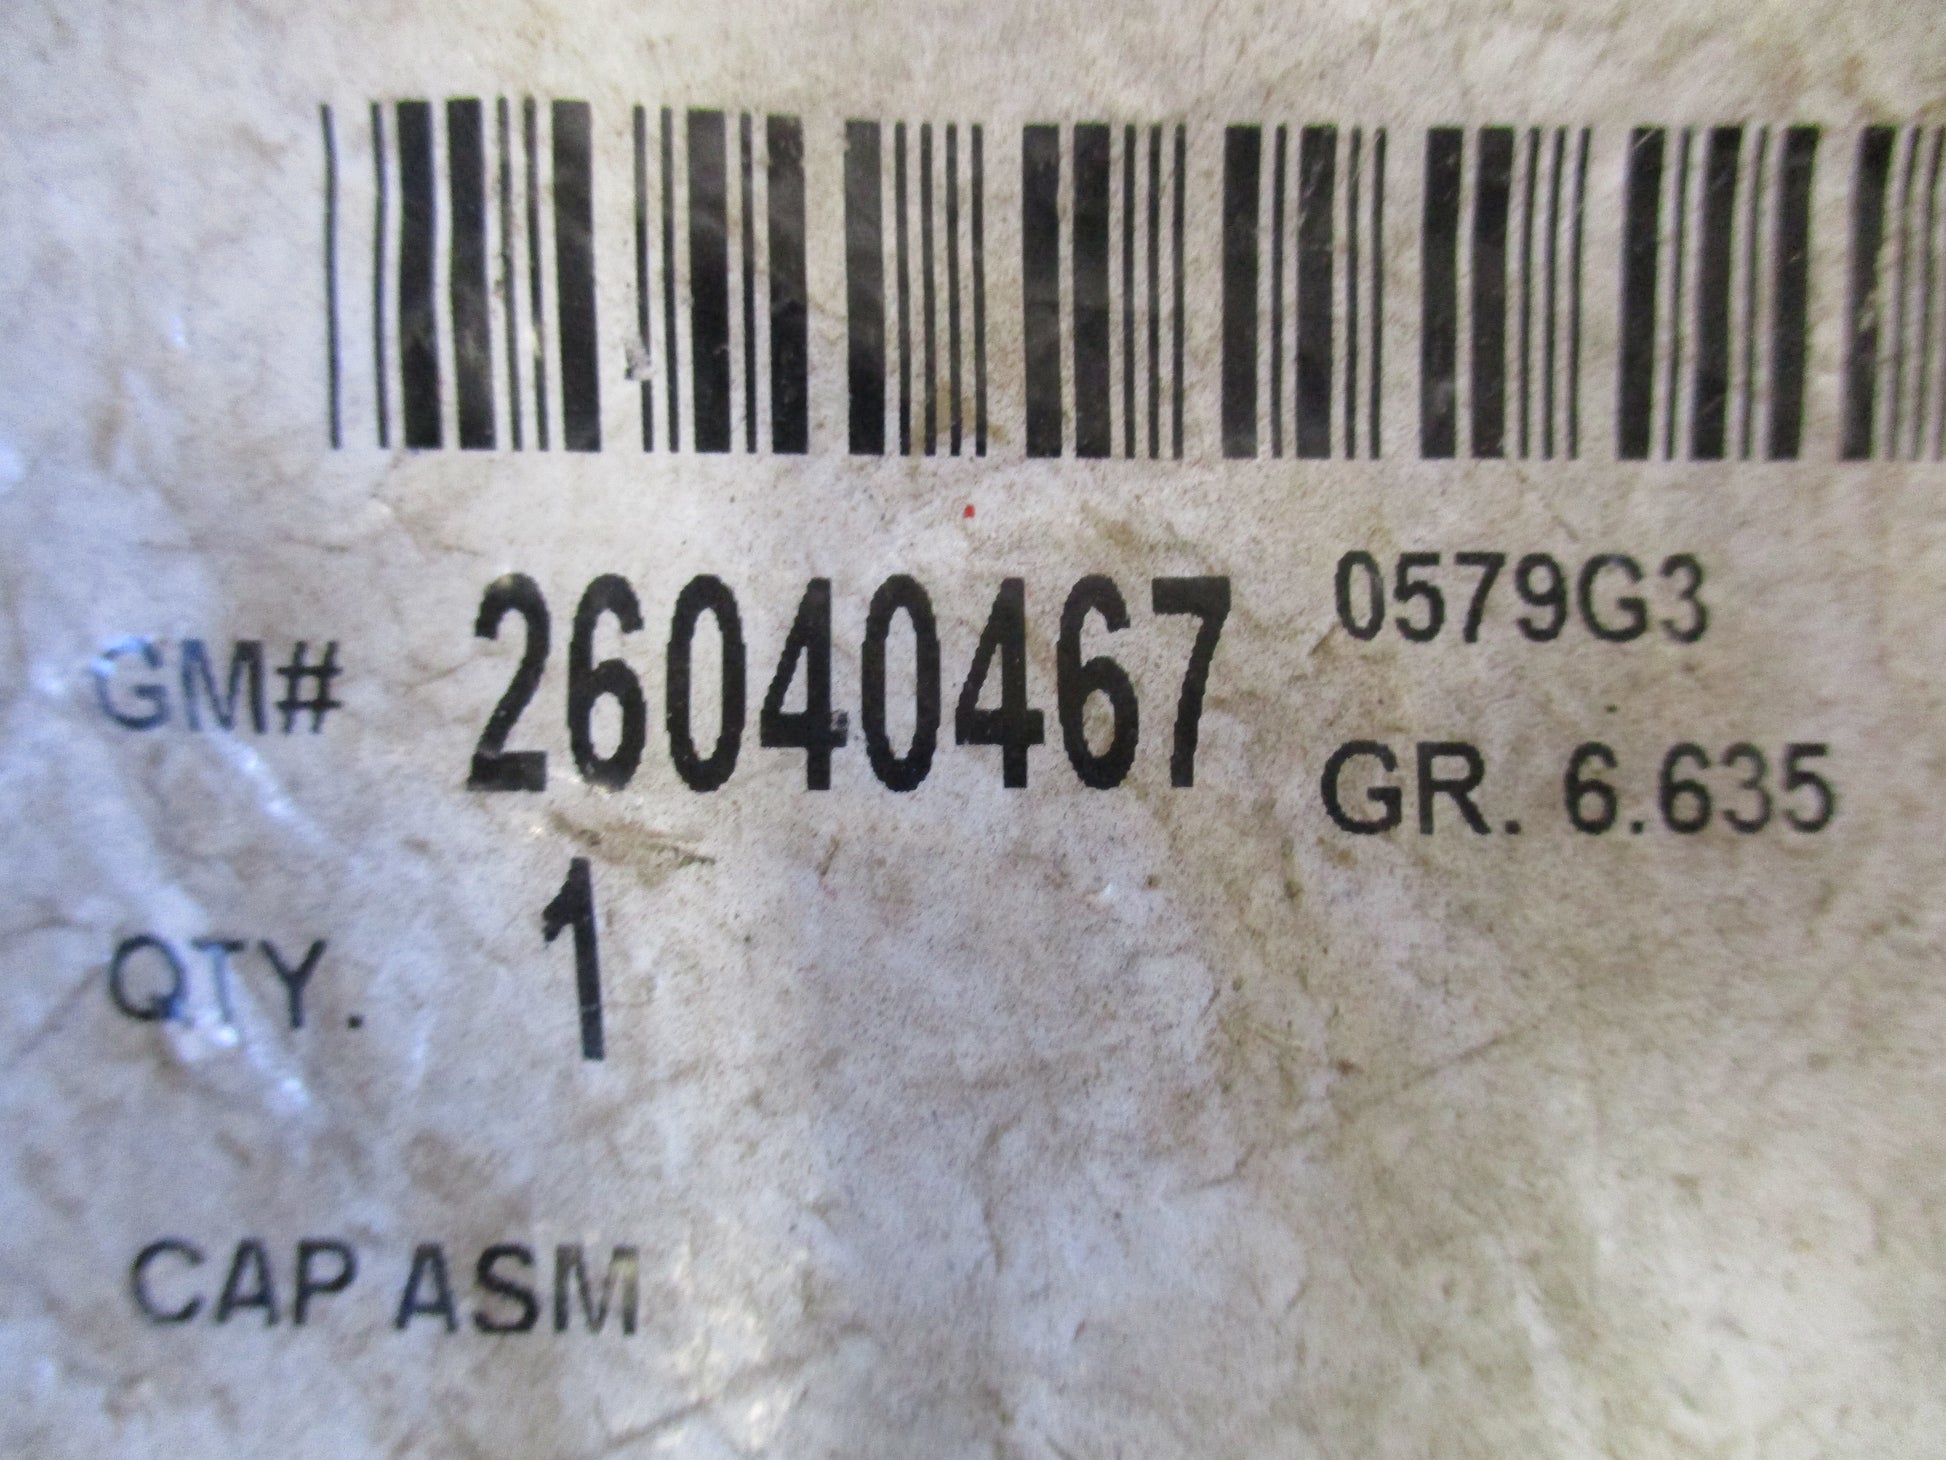 GM# 26040467 0579G3
GR. 6.635
QTY. 1
CAP ASM